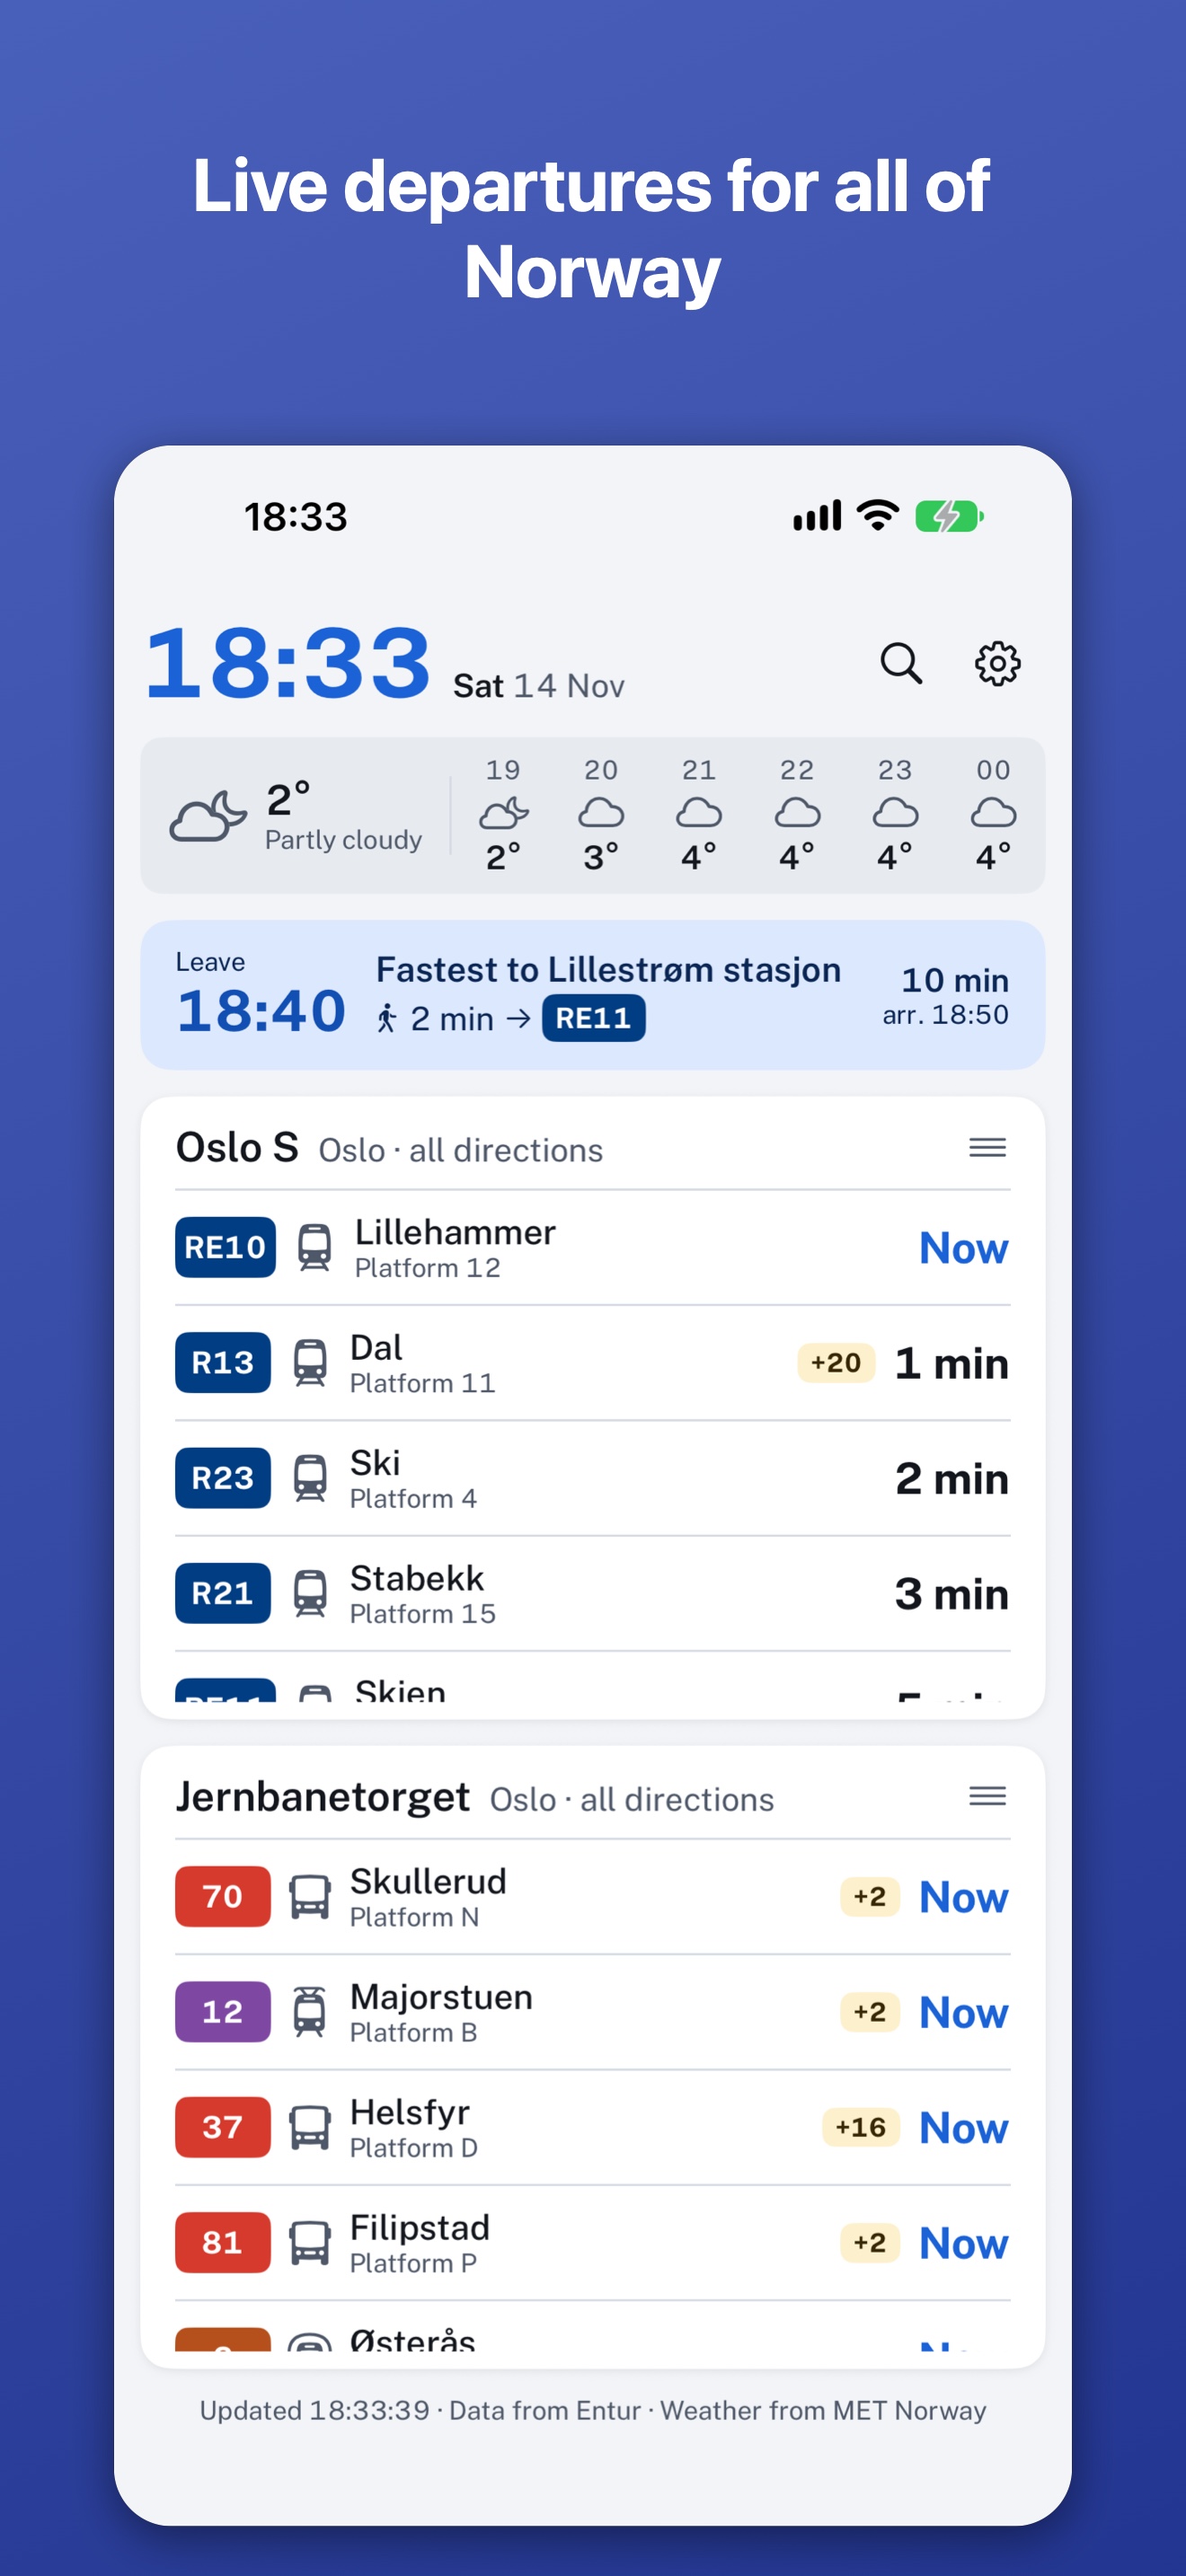 Live departures for all of
Norway
18:33
18:33 Sat 14 Nov
19 20 21 22 23 00
2°
Partly cloudy
2° 3° 4° 4° 4° 4°
Leave
18:40
Fastest to Lillestrøm stasjon
2 min → RE11
10 min
arr. 18:50
Oslo S Oslo · all directions
RE10 Lillehammer Now
Platform 12
R13 Dal +20 1 min
Platform 11
R23 Ski 2 min
Platform 4
R21 Stabekk 3 min
Platform 15
RE11 Skien 5 min
Jernbanetorget Oslo · all directions
70 Skullerud +2 Now
Platform N
12 Majorstuen +2 Now
Platform B
37 Helsfyr +16 Now
Platform D
81 Filipstad +2 Now
Platform P
Østerås
Updated 18:33:39 · Data from Entur · Weather from MET Norway